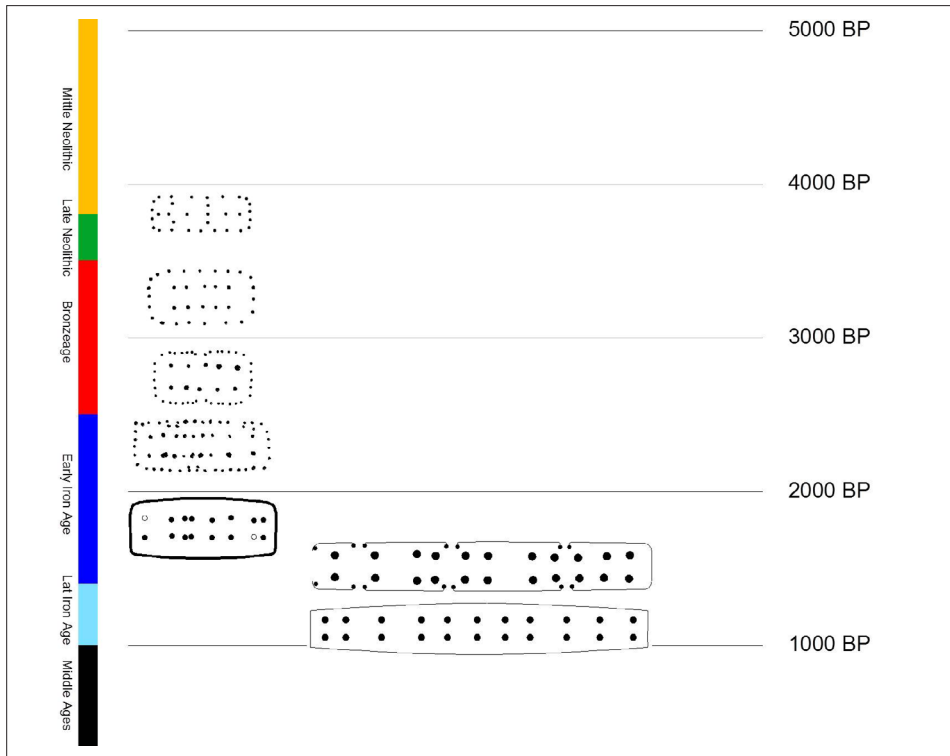 5000 BP
Mittle Neolithic
4000 BP
Late Neolithic
Bronzeage
3000 BP
Early Iron Age
2000 BP
Lat Iron Age
1000 BP
Middle Ages